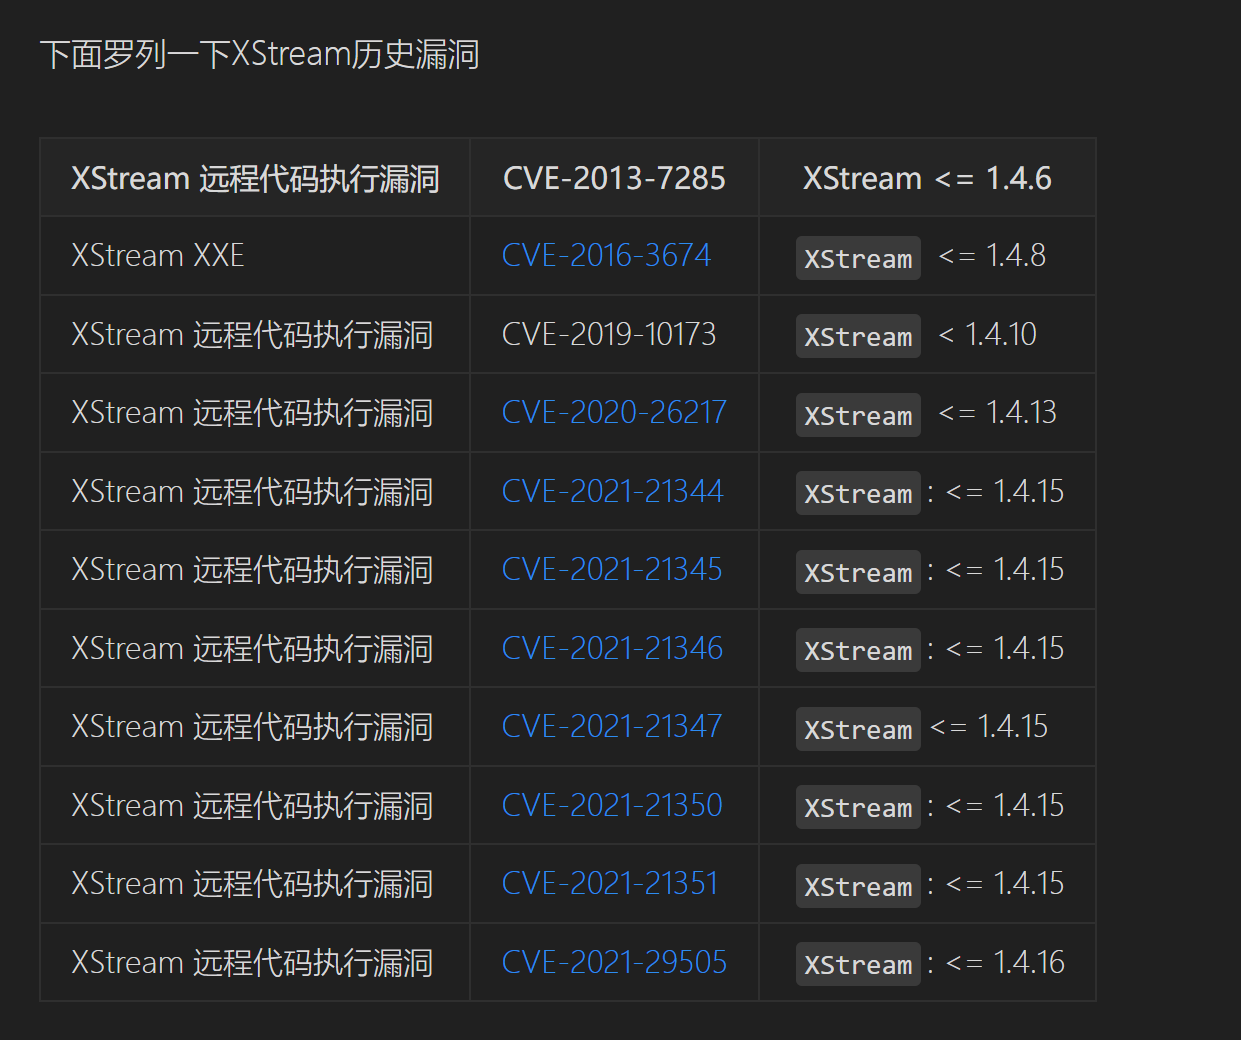 下面罗列一下XStream历史漏洞
XStream 远程代码执行漏洞 CVE-2013-7285 XStream <= 1.4.6
XStream XXE CVE-2016-3674 XStream <= 1.4.8
XStream 远程代码执行漏洞 CVE-2019-10173 XStream < 1.4.10
XStream 远程代码执行漏洞 CVE-2020-26217 XStream <= 1.4.13
XStream 远程代码执行漏洞 CVE-2021-21344 XStream : <= 1.4.15
XStream 远程代码执行漏洞 CVE-2021-21345 XStream : <= 1.4.15
XStream 远程代码执行漏洞 CVE-2021-21346 XStream : <= 1.4.15
XStream 远程代码执行漏洞 CVE-2021-21347 XStream <= 1.4.15
XStream 远程代码执行漏洞 CVE-2021-21350 XStream : <= 1.4.15
XStream 远程代码执行漏洞 CVE-2021-21351 XStream : <= 1.4.15
XStream 远程代码执行漏洞 CVE-2021-29505 XStream : <= 1.4.16